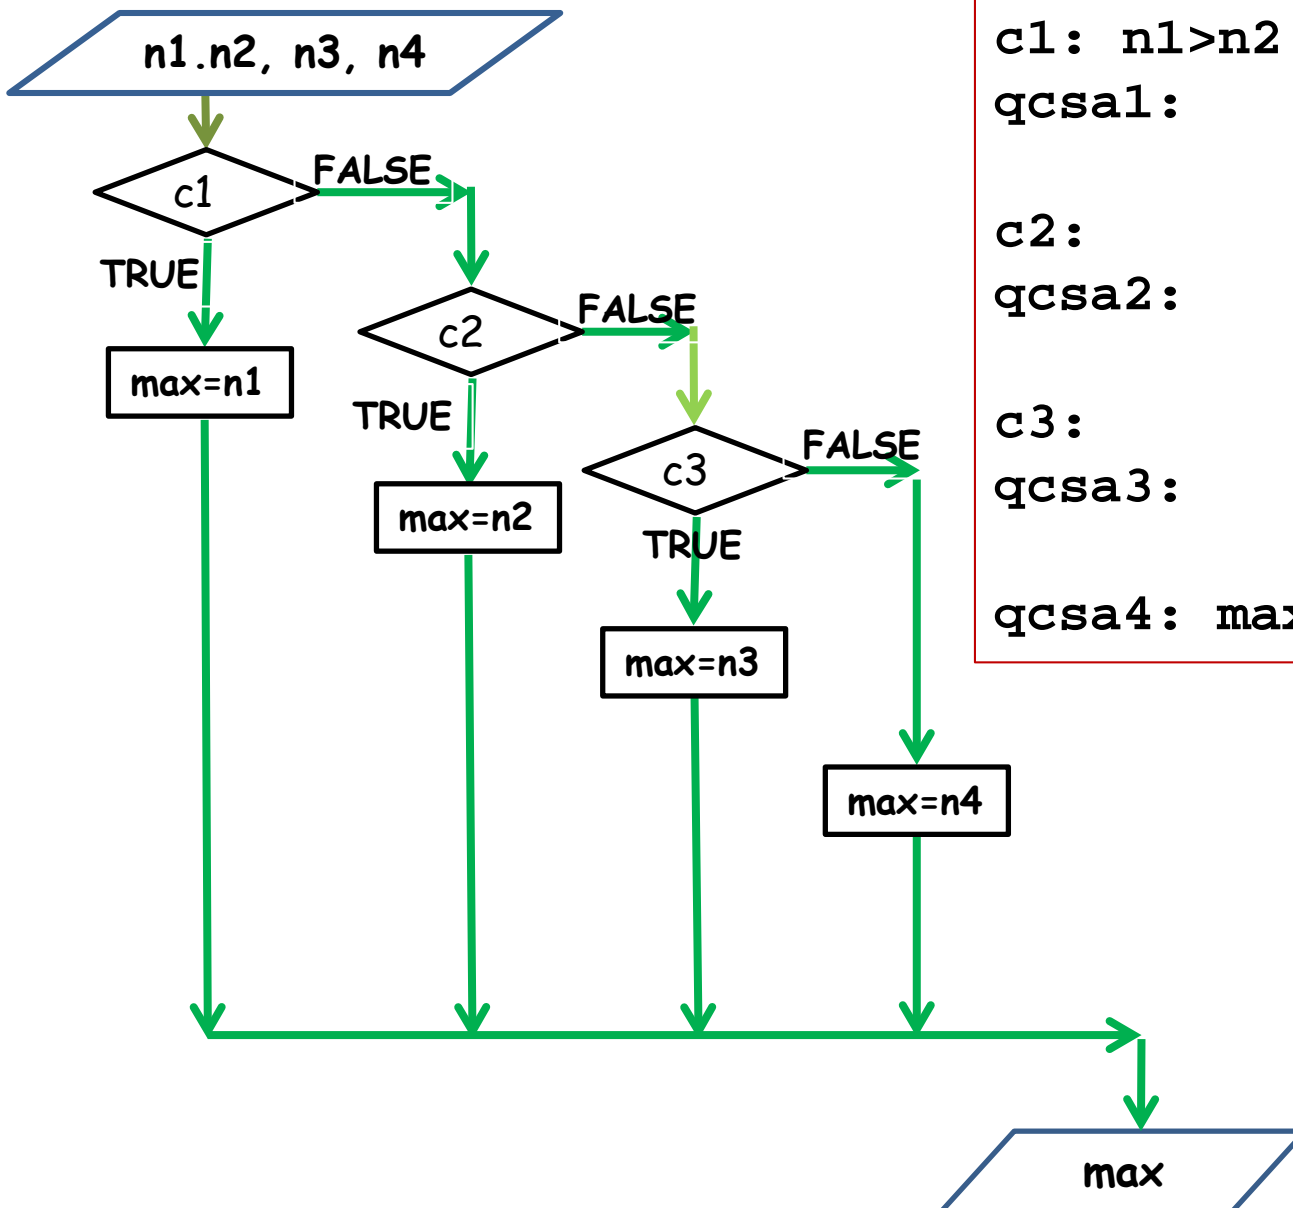 n1.n2, n3, n4
c1
FALSE
TRUE
max=n1
c2
FALSE
TRUE
max=n2
c3
FALSE
TRUE
max=n3
max=n4
max
c1: n1>n2
qcsa1:
c2:
qcsa2:
c3:
qcsa3:
qcsa4: max